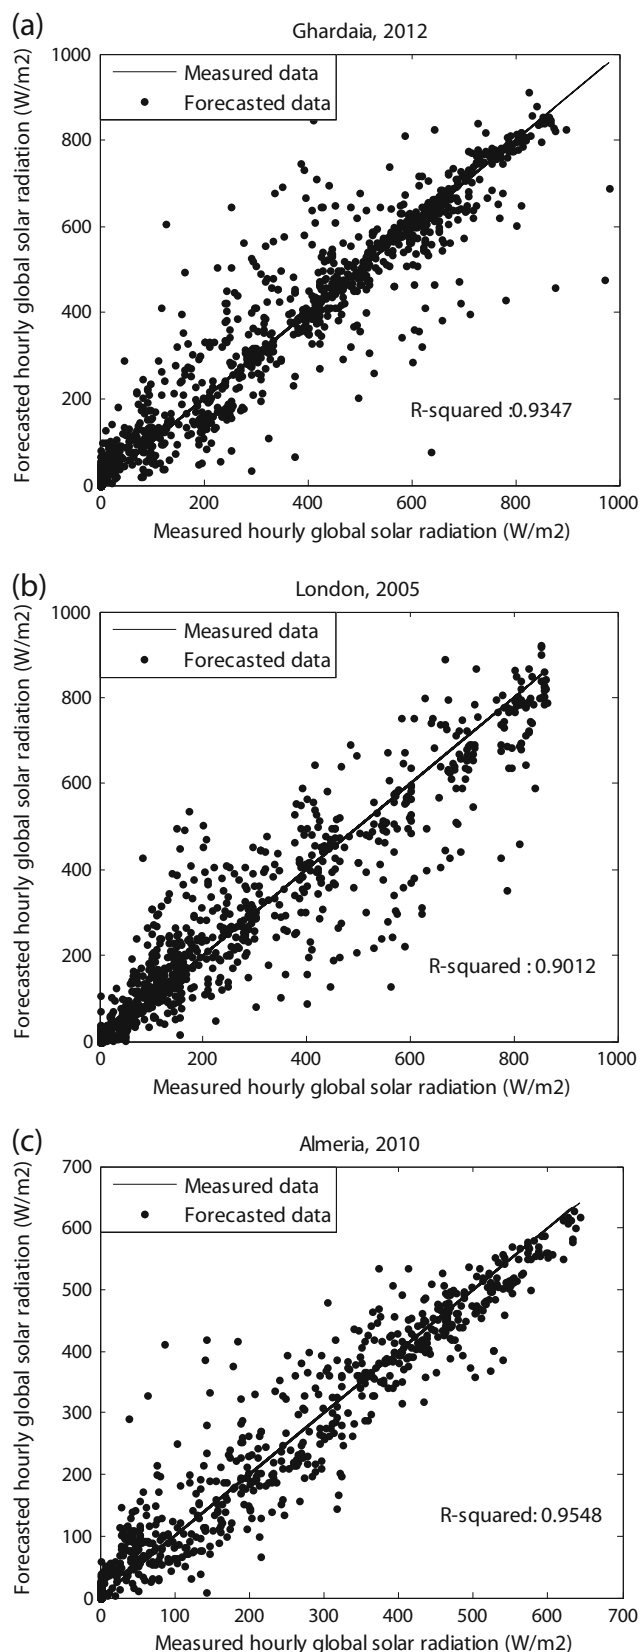 (a)
Ghardaia, 2012
Forecasted hourly global solar radiation (W/m2)
1000
800
600
400
200
0
Measured data
Forecasted data
R-squared :0.9347
0 200 400 600 800 1000
Measured hourly global solar radiation (W/m2)
(b)
London, 2005
Forecasted hourly global solar radiation (W/m2)
1000
800
600
400
200
0
Measured data
Forecasted data
R-squared : 0.9012
0 200 400 600 800 1000
Measured hourly global solar radiation (W/m2)
(c)
Almeria, 2010
Forecasted hourly global solar radiation (W/m2)
700
600
500
400
300
200
100
0
Measured data
Forecasted data
R-squared: 0.9548
0 100 200 300 400 500 600 700
Measured hourly global solar radiation (W/m2)